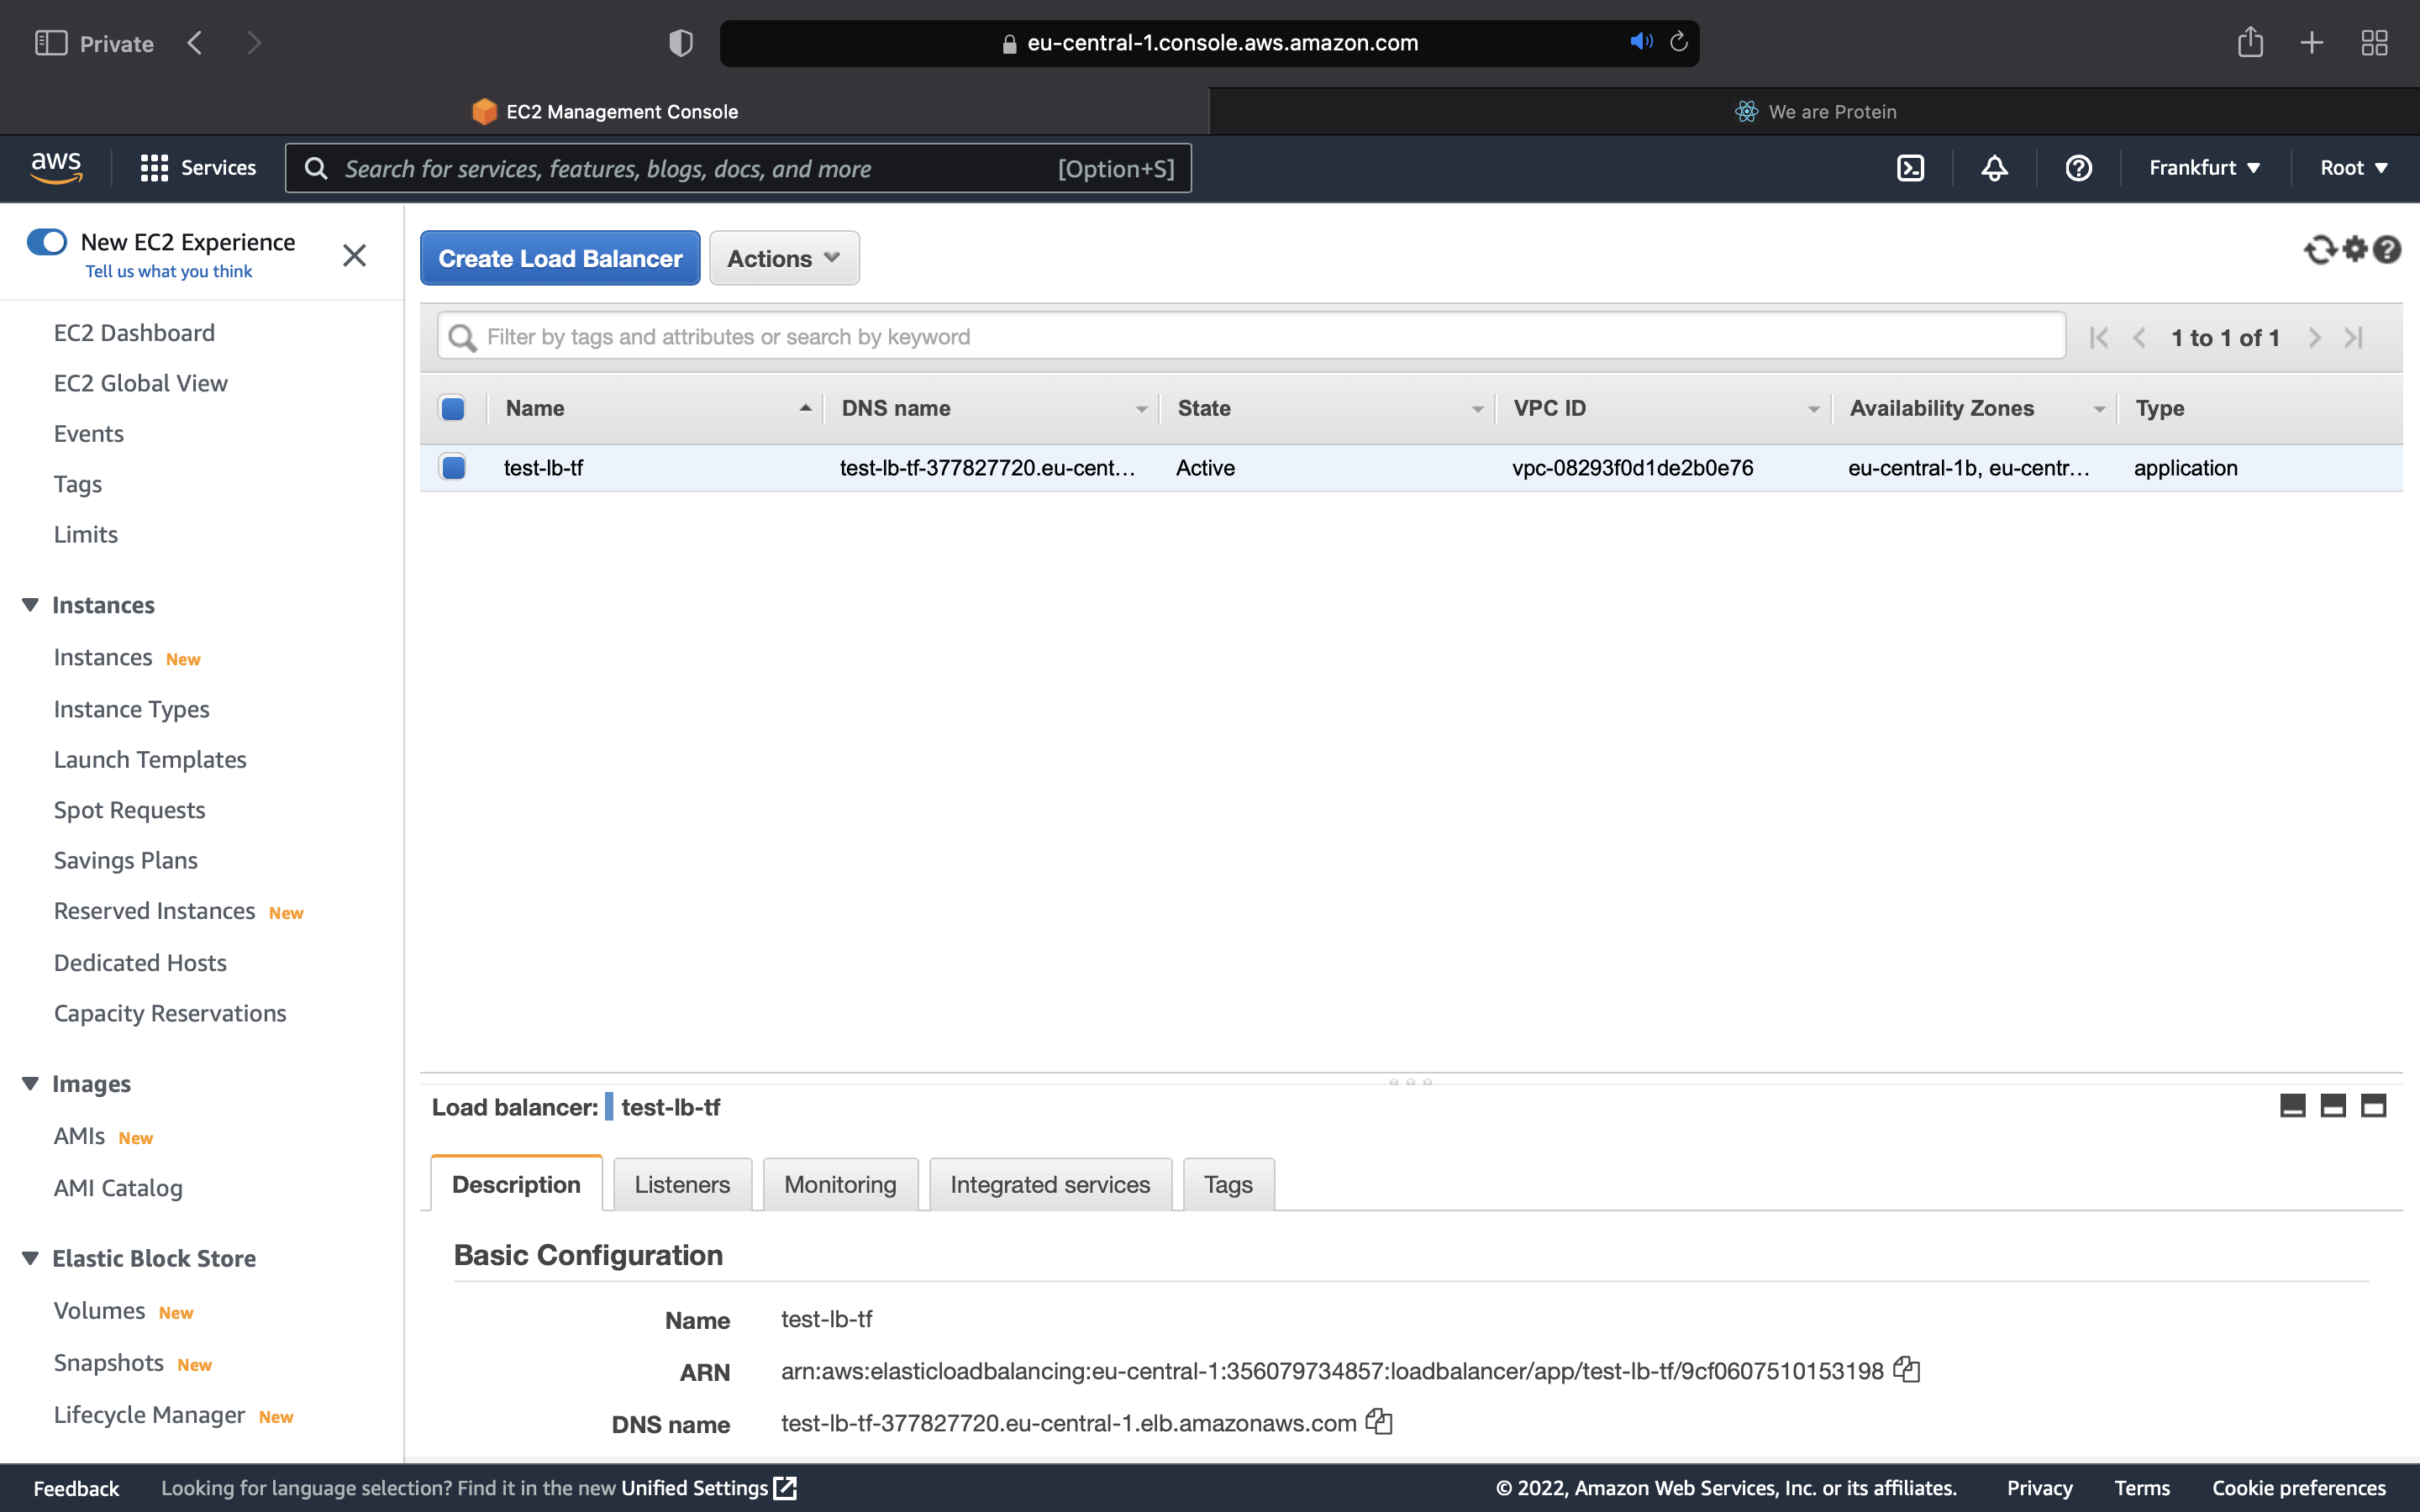 Private
eu-central-1.console.aws.amazon.com
EC2 Management Console
We are Protein
aws
Services
Search for services, features, blogs, docs, and more [Option+S]
Frankfurt
Root
New EC2 Experience
Tell us what you think
EC2 Dashboard
EC2 Global View
Events
Tags
Limits
Instances
Instances New
Instance Types
Launch Templates
Spot Requests
Savings Plans
Reserved Instances New
Dedicated Hosts
Capacity Reservations
Images
AMIs New
AMI Catalog
Elastic Block Store
Volumes New
Snapshots New
Lifecycle Manager New
Create Load Balancer
Actions
Filter by tags and attributes or search by keyword
1 to 1 of 1
Name DNS name State VPC ID Availability Zones Type
test-lb-tf test-lb-tf-377827720.eu-cent... Active vpc-08293f0d1de2b0e76 eu-central-1b, eu-centr... application
Load balancer: test-lb-tf
Description Listeners Monitoring Integrated services Tags
Basic Configuration
Name test-lb-tf
ARN arn:aws:elasticloadbalancing:eu-central-1:356079734857:loadbalancer/app/test-lb-tf/9cf0607510153198
DNS name test-lb-tf-377827720.eu-central-1.elb.amazonaws.com
Feedback
Looking for language selection? Find it in the new Unified Settings
© 2022, Amazon Web Services, Inc. or its affiliates.
Privacy
Terms
Cookie preferences